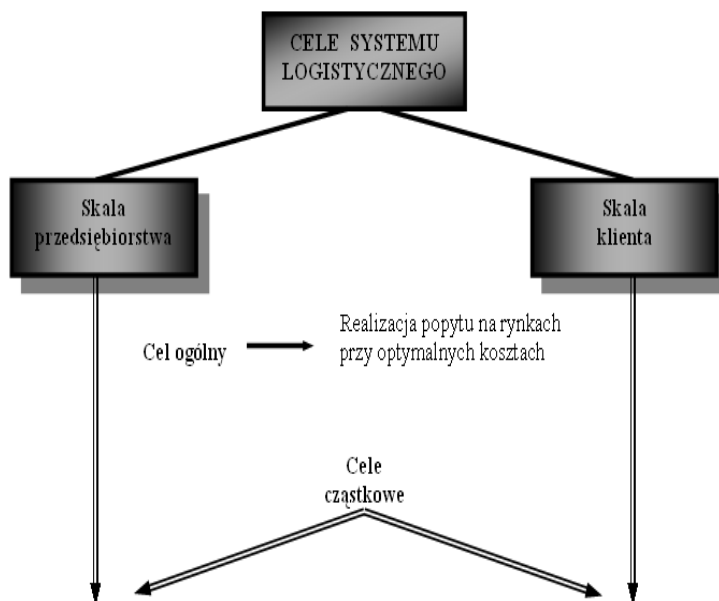 CELE SYSTEMU
LOGISTYCZNEGO
Skala
przedsiębiorstwa
Skala
klienta
Cel ogólny
Realizacja popytu na rynkach
przy optymalnych kosztach
Cele
cząstkowe